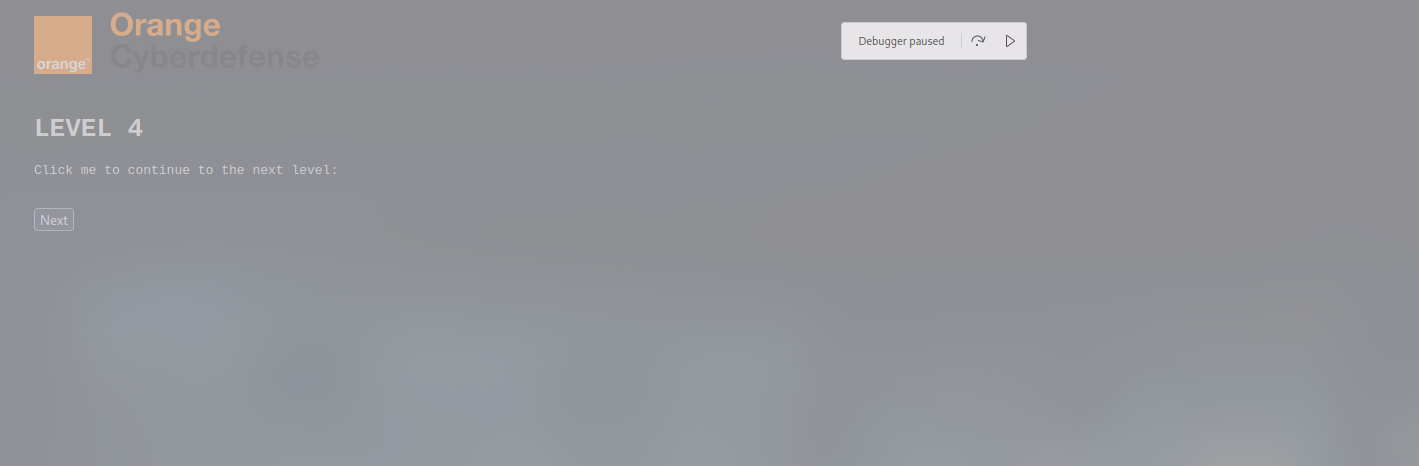 Orange
Cyberdefense
orange™
Debugger paused
LEVEL 4
Click me to continue to the next level:
Next